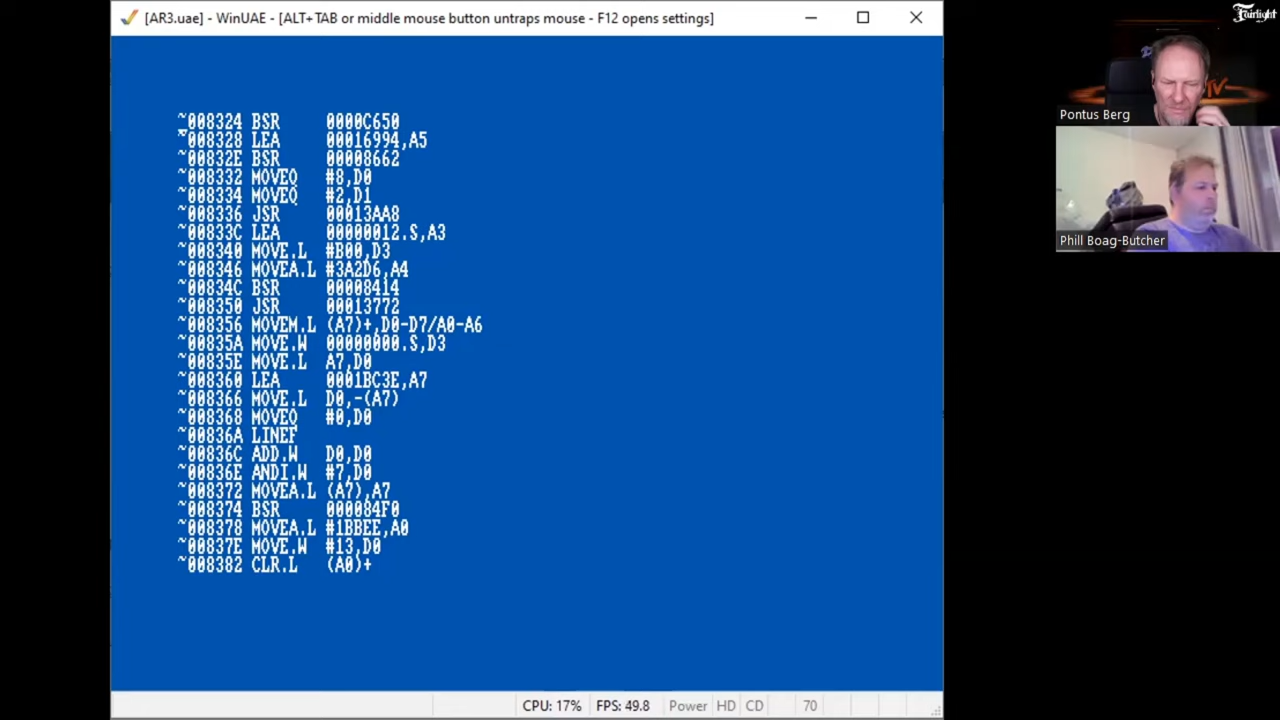 [AR3.uae] - WinUAE - [ALT+TAB or middle mouse button untraps mouse - F12 opens settings]
~008324 BSR 0000C650
~008328 LEA 00016994,A5
~00832E BSR 00008662
~008332 MOVEQ #8,D0
~008334 MOVEQ #2,D1
~008336 JSR 00013AA8
~00833C LEA 00000012.S,A3
~008340 MOVE.L #B00,D3
~008346 MOVEA.L #3A2D6,A4
~00834C BSR 00008414
~008350 JSR 00013772
~008356 MOVEM.L (A7)+,D0-D7/A0-A6
~00835A MOVE.W 00000000.S,D3
~00835E MOVE.L A7,D0
~008360 LEA 0001BC3E,A7
~008366 MOVE.L D0,-(A7)
~008368 MOVEQ #0,D0
~00836A LINEF
~00836C ADD.W D0,D0
~00836E ANDI.W #7,D0
~008372 MOVEA.L (A7),A7
~008374 BSR 000084F0
~008378 MOVEA.L #1BBEE,A0
~00837E MOVE.W #13,D0
~008382 CLR.L (A0)+
CPU: 17% FPS: 49.8 Power HD CD 70
Fairlight
TV
Pontus Berg
Phill Boag-Butcher